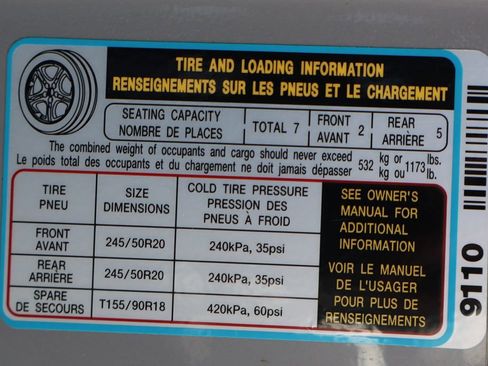 TIRE AND LOADING INFORMATION
RENSEIGNEMENTS SUR LES PNEUS ET LE CHARGEMENT
SEATING CAPACITY
NOMBRE DE PLACES
TOTAL 7
FRONT
AVANT 2
REAR
ARRIÈRE 5
The combined weight of occupants and cargo should never exceed 532 kg or 1173 lbs.
Le poids total des occupants et du chargement ne doit jamais dépasser kg ou lb.
TIRE
PNEU
SIZE
DIMENSIONS
COLD TIRE PRESSURE
PRESSION DES
PNEUS À FROID
FRONT
AVANT
245/50R20
240kPa, 35psi
REAR
ARRIÈRE
245/50R20
240kPa, 35psi
SPARE
DE SECOURS
T155/90R18
420kPa, 60psi
SEE OWNER'S
MANUAL FOR
ADDITIONAL
INFORMATION
VOIR LE MANUEL
DE L'USAGER
POUR PLUS DE
RENSEIGNEMENTS
9110